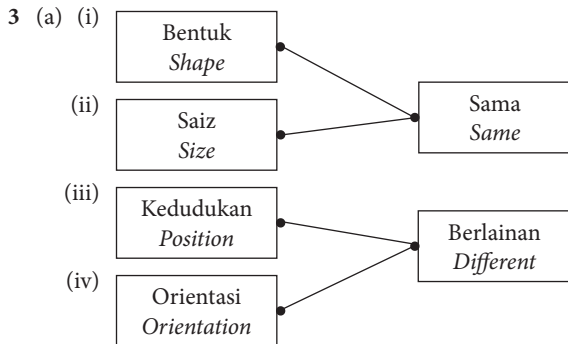 3 (a) (i) Bentuk
Shape
(ii) Saiz
Size
Sama
Same
(iii) Kedudukan
Position
Berlainan
Different
(iv) Orientasi
Orientation